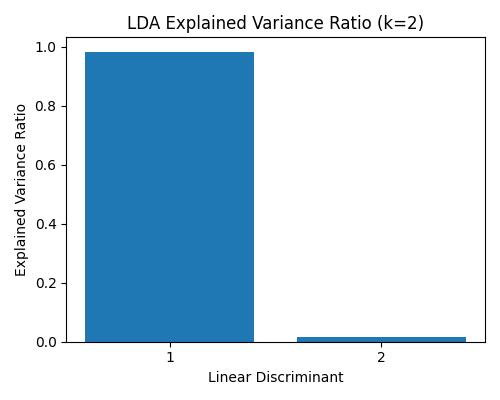 LDA Explained Variance Ratio (k=2)
Explained Variance Ratio
1.0
0.8
0.6
0.4
0.2
0.0
1
2
Linear Discriminant